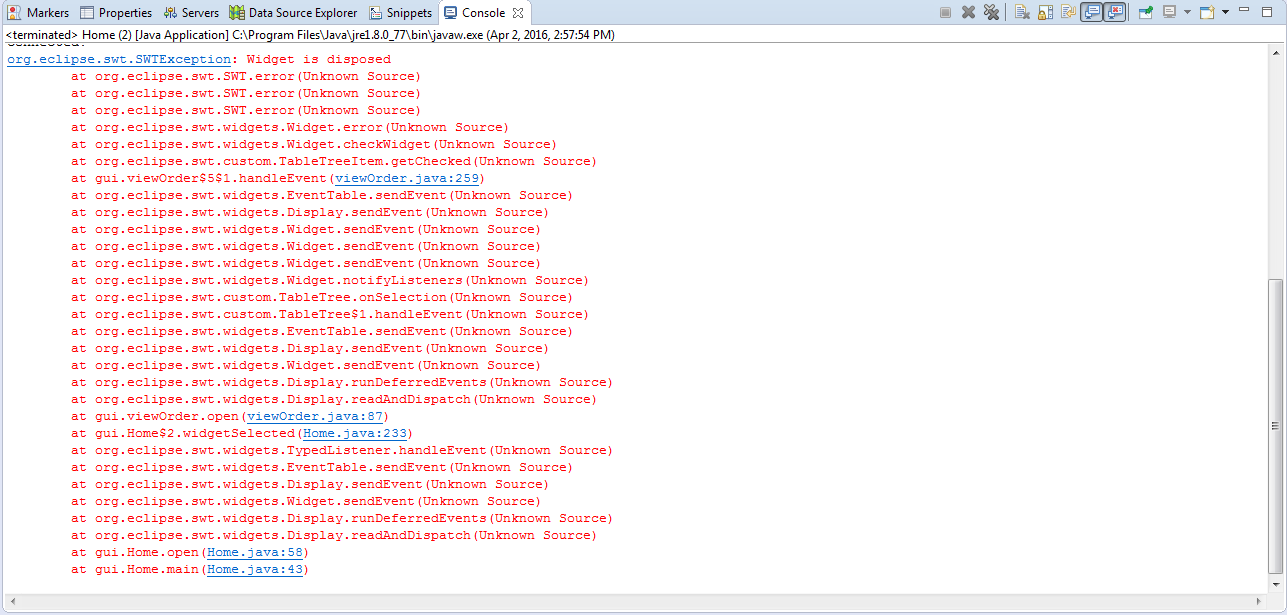 Markers Properties Servers Data Source Explorer Snippets Console
<terminated> Home (2) [Java Application] C:\Program Files\Java\jre1.8.0_77\bin\javaw.exe (Apr 2, 2016, 2:57:54 PM)
org.eclipse.swt.SWTException: Widget is disposed
at org.eclipse.swt.SWT.error(Unknown Source)
at org.eclipse.swt.SWT.error(Unknown Source)
at org.eclipse.swt.SWT.error(Unknown Source)
at org.eclipse.swt.widgets.Widget.error(Unknown Source)
at org.eclipse.swt.widgets.Widget.checkWidget(Unknown Source)
at org.eclipse.swt.custom.TableTreeItem.getChecked(Unknown Source)
at gui.viewOrder$5$1.handleEvent(viewOrder.java:259)
at org.eclipse.swt.widgets.EventTable.sendEvent(Unknown Source)
at org.eclipse.swt.widgets.Display.sendEvent(Unknown Source)
at org.eclipse.swt.widgets.Widget.sendEvent(Unknown Source)
at org.eclipse.swt.widgets.Widget.sendEvent(Unknown Source)
at org.eclipse.swt.widgets.Widget.sendEvent(Unknown Source)
at org.eclipse.swt.widgets.Widget.notifyListeners(Unknown Source)
at org.eclipse.swt.custom.TableTree.onSelection(Unknown Source)
at org.eclipse.swt.custom.TableTree$1.handleEvent(Unknown Source)
at org.eclipse.swt.widgets.EventTable.sendEvent(Unknown Source)
at org.eclipse.swt.widgets.Display.sendEvent(Unknown Source)
at org.eclipse.swt.widgets.Widget.sendEvent(Unknown Source)
at org.eclipse.swt.widgets.Display.runDeferredEvents(Unknown Source)
at org.eclipse.swt.widgets.Display.readAndDispatch(Unknown Source)
at gui.viewOrder.open(viewOrder.java:87)
at gui.Home$2.widgetSelected(Home.java:233)
at org.eclipse.swt.widgets.TypedListener.handleEvent(Unknown Source)
at org.eclipse.swt.widgets.EventTable.sendEvent(Unknown Source)
at org.eclipse.swt.widgets.Display.sendEvent(Unknown Source)
at org.eclipse.swt.widgets.Widget.sendEvent(Unknown Source)
at org.eclipse.swt.widgets.Display.runDeferredEvents(Unknown Source)
at org.eclipse.swt.widgets.Display.readAndDispatch(Unknown Source)
at gui.Home.open(Home.java:58)
at gui.Home.main(Home.java:43)